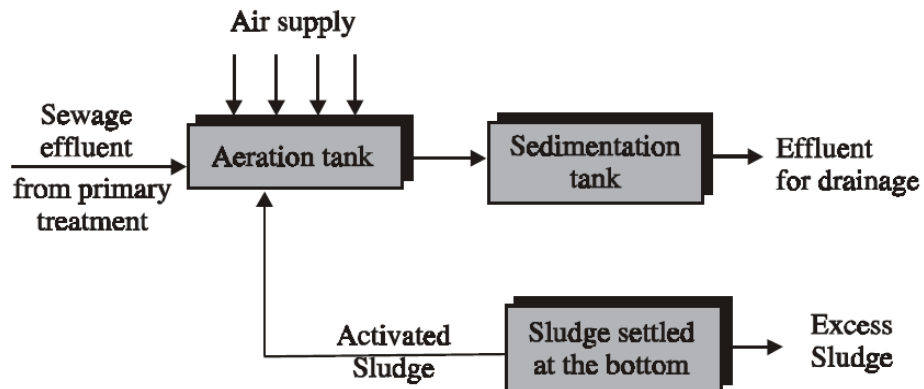 Air supply
Sewage
effluent
from primary
treatment
Aeration tank
Sedimentation
tank
Effluent
for drainage
Activated
Sludge
Sludge settled
at the bottom
Excess
Sludge